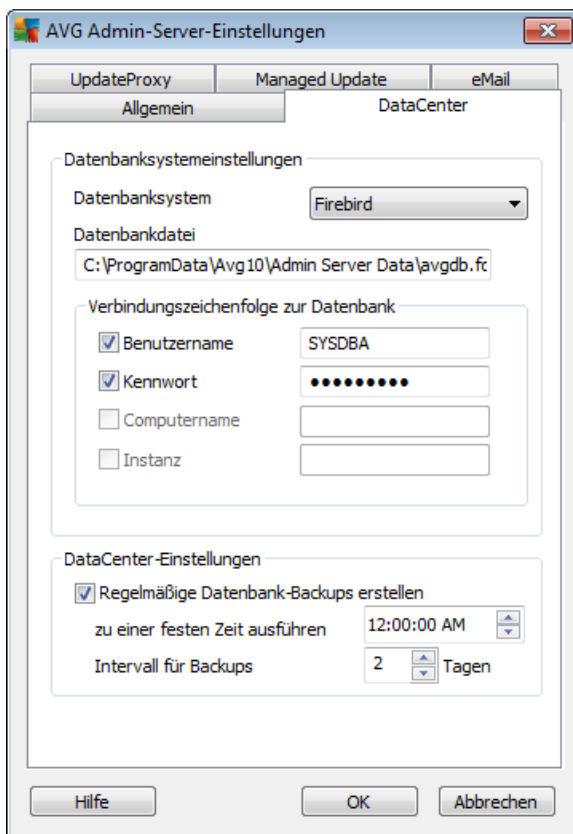 AVG Admin-Server-Einstellungen
UpdateProxy Managed Update eMail
Allgemein DataCenter
Datenbanksystemeinstellungen
Datenbanksystem Firebird
Datenbankdatei
C:\ProgramData\Avg10\Admin Server Data\avgdb.fc
Verbindungszeichenfolge zur Datenbank
Benutzername SYSDBA
Kennwort •••••••••
Computername
Instanz
DataCenter-Einstellungen
Regelmäßige Datenbank-Backups erstellen
zu einer festen Zeit ausführen 12:00:00 AM
Intervall für Backups 2 Tagen
Hilfe OK Abbrechen